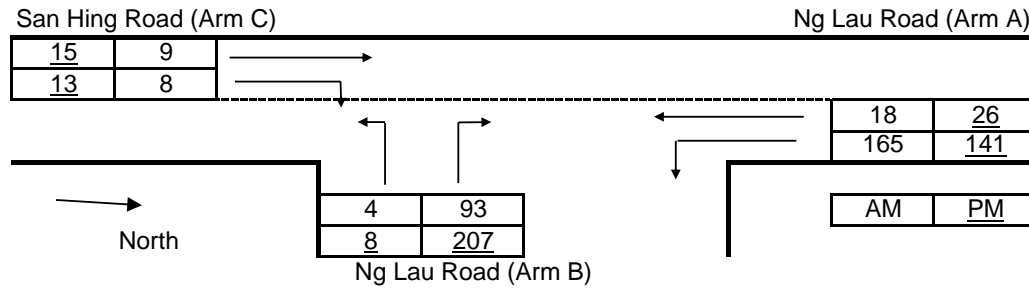 San Hing Road (Arm C) Ng Lau Road (Arm A)
15 9
13 8
18 26
165 141
4 93
8 207
AM PM
North
Ng Lau Road (Arm B)